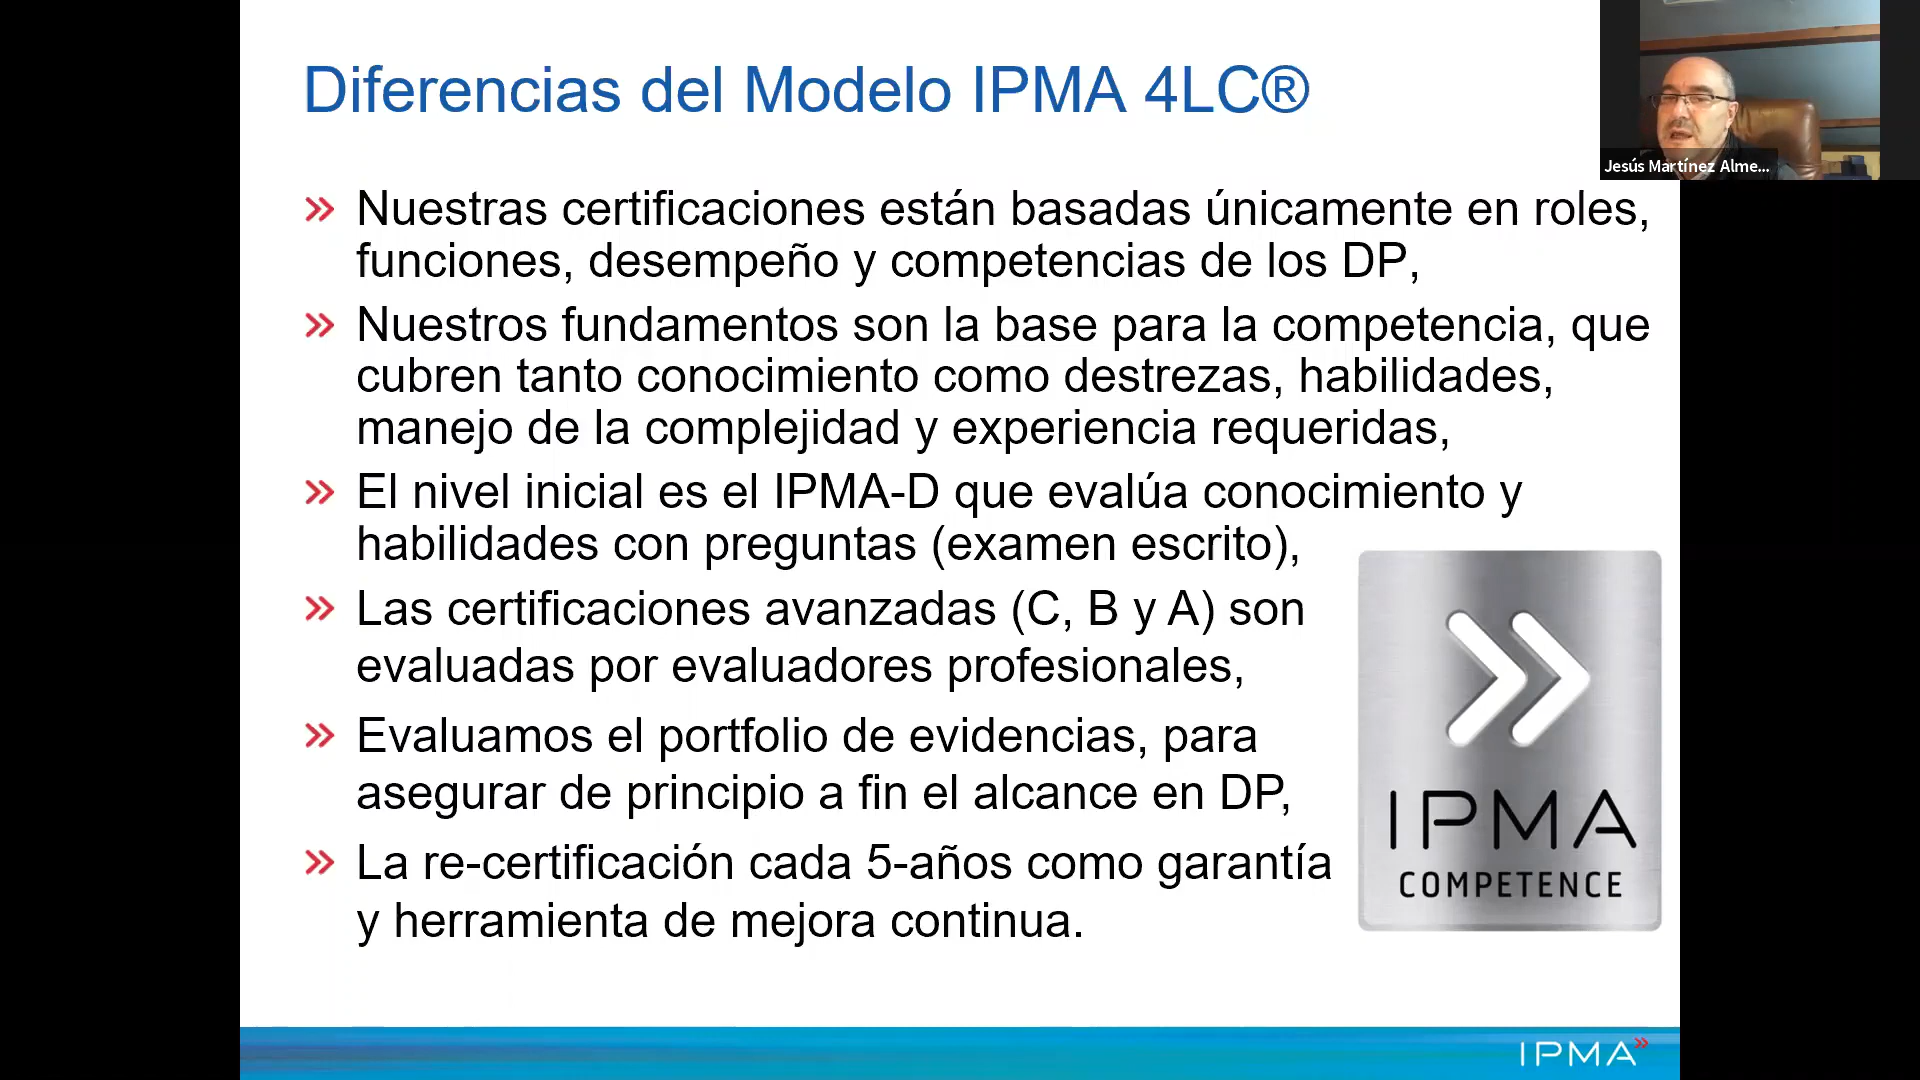 Diferencias del Modelo IPMA 4LC®
Jesús Martínez Alme...
» Nuestras certificaciones están basadas únicamente en roles,
funciones, desempeño y competencias de los DP,
» Nuestros fundamentos son la base para la competencia, que
cubren tanto conocimiento como destrezas, habilidades,
manejo de la complejidad y experiencia requeridas,
» El nivel inicial es el IPMA-D que evalúa conocimiento y
habilidades con preguntas (examen escrito),
» Las certificaciones avanzadas (C, B y A) son
evaluadas por evaluadores profesionales,
» Evaluamos el portfolio de evidencias, para
asegurar de principio a fin el alcance en DP,
» La re-certificación cada 5-años como garantía
y herramienta de mejora continua.
IPMA
COMPETENCE
IPMA